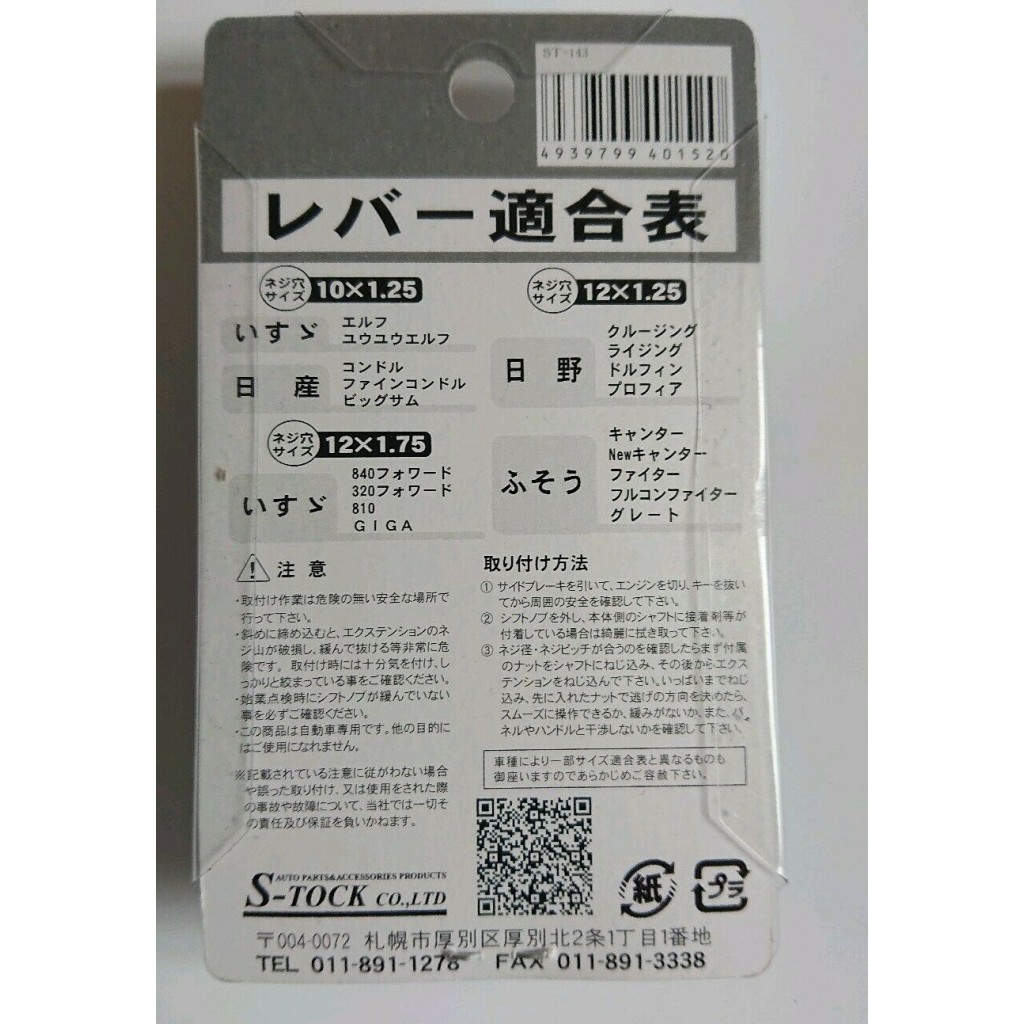 ST-143
4939799 401520
レバー適合表
ネジ穴サイズ 10×1.25
いすゞ
エルフ
ユウユウエルフ
日産
コンドル
ファインコンドル
ビッグサム
ネジ穴サイズ 12×1.75
いすゞ
840フォワード
320フォワード
810
GIGA
ネジ穴サイズ 12×1.25
日野
クルージング
ライジング
ドルフィン
プロフィア
ふそう
キャンター
Newキャンター
ファイター
フルコンファイター
グレート
注意
・取付け作業は危険の無い安全な場所で
行って下さい。
・斜めに締め込むと、エクステンションのネ
ジ山が破損し、緩んで抜ける等非常に危
険です。取付け時には十分気を付け、し
っかりと絞まっている事をご確認ください。
・始業点検時にシフトノブが緩んでいない
事を必ずご確認ください。
・この商品は自動車専用です。他の目的に
はご使用になれません。
※記載されている注意に従がわない場合
や誤った取り付け、又は使用をされた際
の事故や故障について、当社では一切そ
の責任及び保証を負いかねます。
取り付け方法
① サイドブレーキを引いて、エンジンを切り、キーを抜い
てから周囲の安全を確認して下さい。
② シフトノブを外し、本体側のシャフトに接着剤等が
付着している場合は綺麗に拭き取って下さい。
③ ネジ径・ネジピッチが合うのを確認したらまず付属
のナットをシャフトにねじ込み、その後からエクス
テンションをねじ込んで下さい。いっぱいまでねじ
込み、先に入れたナットで逃げの方向を決めたら、
スムーズに操作できるか、緩みがないか、また、パ
ネルやハンドルと干渉しないかを確認して下さい。
車種により一部サイズ適合表と異なるものも
御座いますのであらかじめご容赦下さい。
AUTO PARTS&ACCESSORIES PRODUCTS
S-TOCK CO.,LTD
紙
プラ
〒004-0072 札幌市厚別区厚別北2条1丁目1番地
TEL 011-891-1278 FAX 011-891-3338